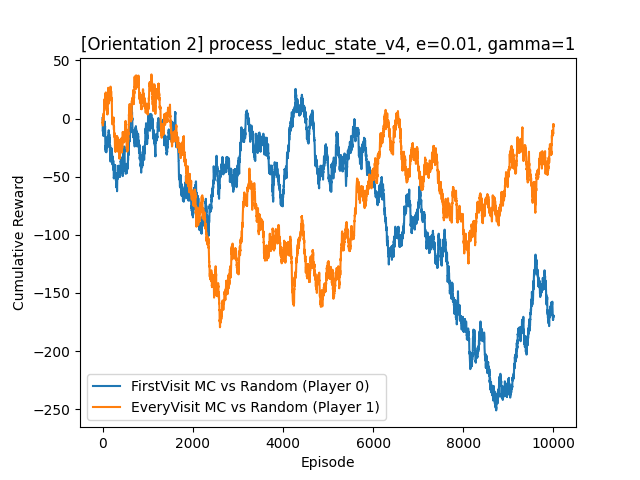 [Orientation 2] process_leduc_state_v4, e=0.01, gamma=1
50
0
−50
−100
−150
−200
−250
Cumulative Reward
FirstVisit MC vs Random (Player 0)
EveryVisit MC vs Random (Player 1)
0 2000 4000 6000 8000 10000
Episode